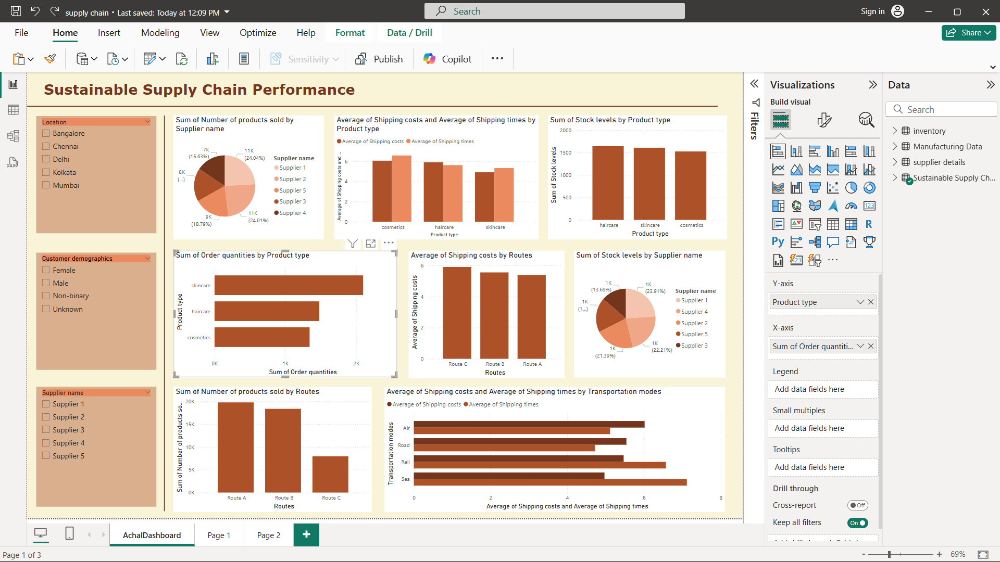 supply chain • Last saved: Today at 12:09 PM
Search
Sign in
File
Home
Insert
Modeling
View
Optimize
Help
Format
Data / Drill
Share
Sensitivity
Publish
Copilot
Sustainable Supply Chain Performance
Location
Bangalore
Chennai
Delhi
Kolkata
Mumbai
Customer demographics
Female
Male
Non-binary
Unknown
Supplier name
Supplier 1
Supplier 2
Supplier 3
Supplier 4
Supplier 5
Sum of Number of products sold by
Supplier name
7K
(15.63%)
11K
(24.04%)
8K
(...)
9K
(18.79%)
11K
(24.01%)
Supplier name
Supplier 1
Supplier 2
Supplier 5
Supplier 3
Supplier 4
Average of Shipping costs and Average of Shipping times by
Product type
Average of Shipping costs
Average of Shipping times
Average of Shipping costs and ...
6
4
2
0
cosmetics
haircare
skincare
Product type
Sum of Stock levels by Product type
Sum of Stock levels
2000
1500
1000
500
0
haircare
skincare
cosmetics
Product type
Sum of Order quantities by Product type
Product type
skincare
haircare
cosmetics
0K
1K
2K
Sum of Order quantities
Average of Shipping costs by Routes
Average of Shipping costs
6
4
2
0
Route C
Route B
Route A
Routes
Sum of Stock levels by Supplier name
1K
(13.69%)
1K
(23.91%)
1K
(1...)
1K
(21.39%)
1K
(22.21%)
Supplier name
Supplier 1
Supplier 4
Supplier 2
Supplier 5
Supplier 3
Sum of Number of products sold by Routes
Sum of Number of products so...
20K
15K
10K
5K
0K
Route A
Route B
Route C
Routes
Average of Shipping costs and Average of Shipping times by Transportation modes
Average of Shipping costs
Average of Shipping times
Transportation modes
Air
Road
Rail
Sea
0
2
4
6
8
Average of Shipping costs and Average of Shipping times
Filters
Visualizations
Build visual
123
R
Py
123
Y-axis
Product type
X-axis
Sum of Order quantiti...
Legend
Add data fields here
Small multiples
Add data fields here
Tooltips
Add data fields here
Drill through
Cross-report
Off
Keep all filters
On
Data
Search
inventory
Manufacturing Data
supplier details
Sustainable Supply Ch...
DAX
AchalDashboard
Page 1
Page 2
+
Page 1 of 3
- + 69%